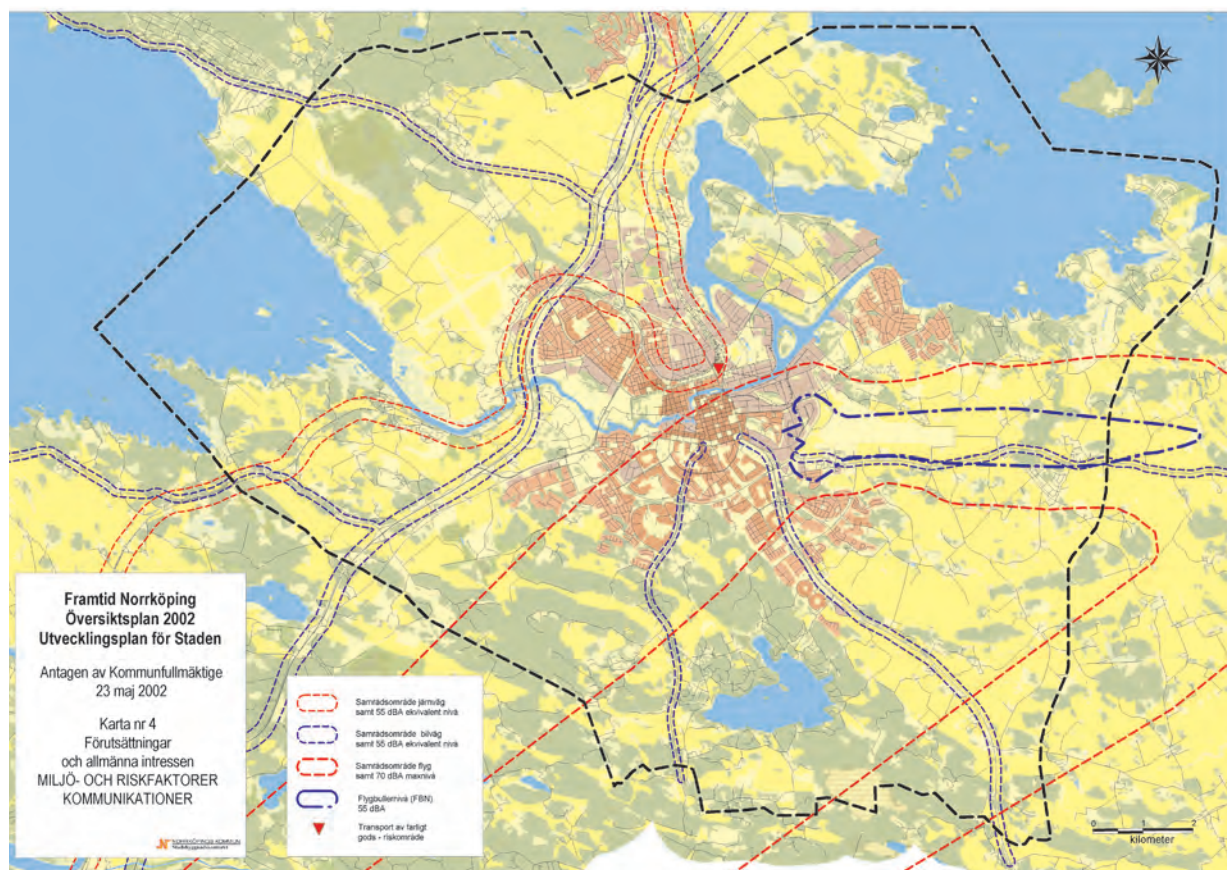 Framtid Norrköping
Översiktsplan 2002
Utvecklingsplan för Staden
Antagen av Kommunfullmäktige
23 maj 2002
Karta nr 4
Förutsättningar
och allmänna intressen
MILJÖ- OCH RISKFAKTORER
KOMMUNIKATIONER
NORRKÖPINGS KOMMUN
Samrådsområde järnväg
samt 55 dBA ekvivalent nivå
Samrådsområde bilväg
samt 55 dBA ekvivalent nivå
Samrådsområde flyg
samt 70 dBA maxnivå
Flygbullernivå (FBN)
55 dBA
Transport av farligt
gods - riskområde
0 1 2
kilometer